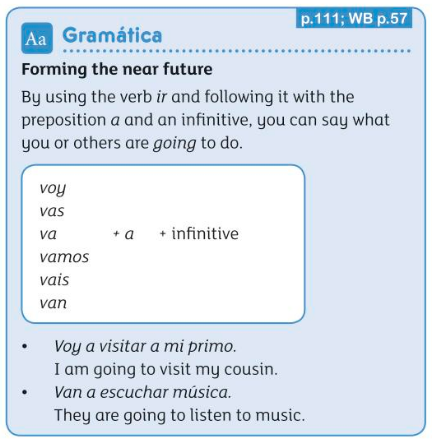 p.111; WB p.57
Aa Gramática
Forming the near future
By using the verb ir and following it with the
preposition a and an infinitive, you can say what
you or others are going to do.
voy
vas
va + a + infinitive
vamos
vais
van
• Voy a visitar a mi primo.
I am going to visit my cousin.
• Van a escuchar música.
They are going to listen to music.